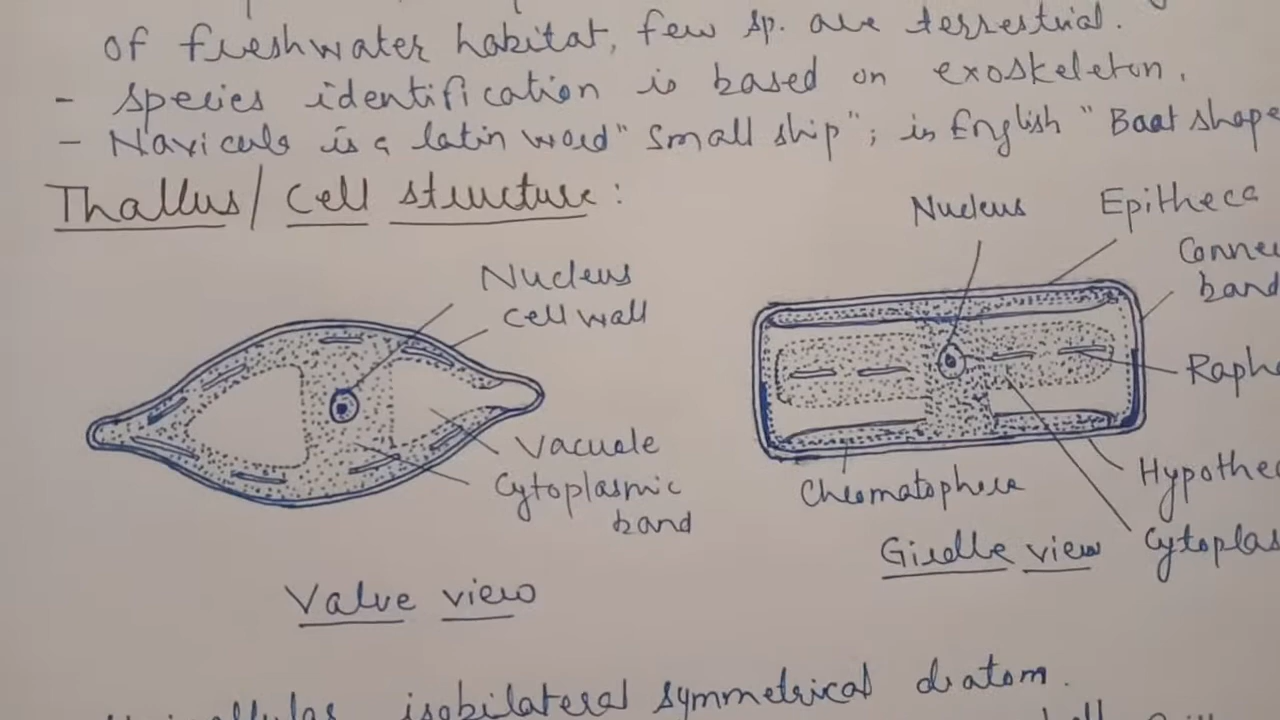 of freshwater habitat, few sp. are terrestrial.
- Species identification is based on exoskeleton.
- Navicula is a latin word "Small ship"; in English "Boat shape
Thallus/Cell structure:
Nucleus
cell wall
Vacuole
Cytoplasmic
band
Valve view
Nucleus
Epitheca
Conne
band
Raph
Hypothec
Cytoplas
Chromatophore
Girdle view
isobilateral symmetrical diatom.